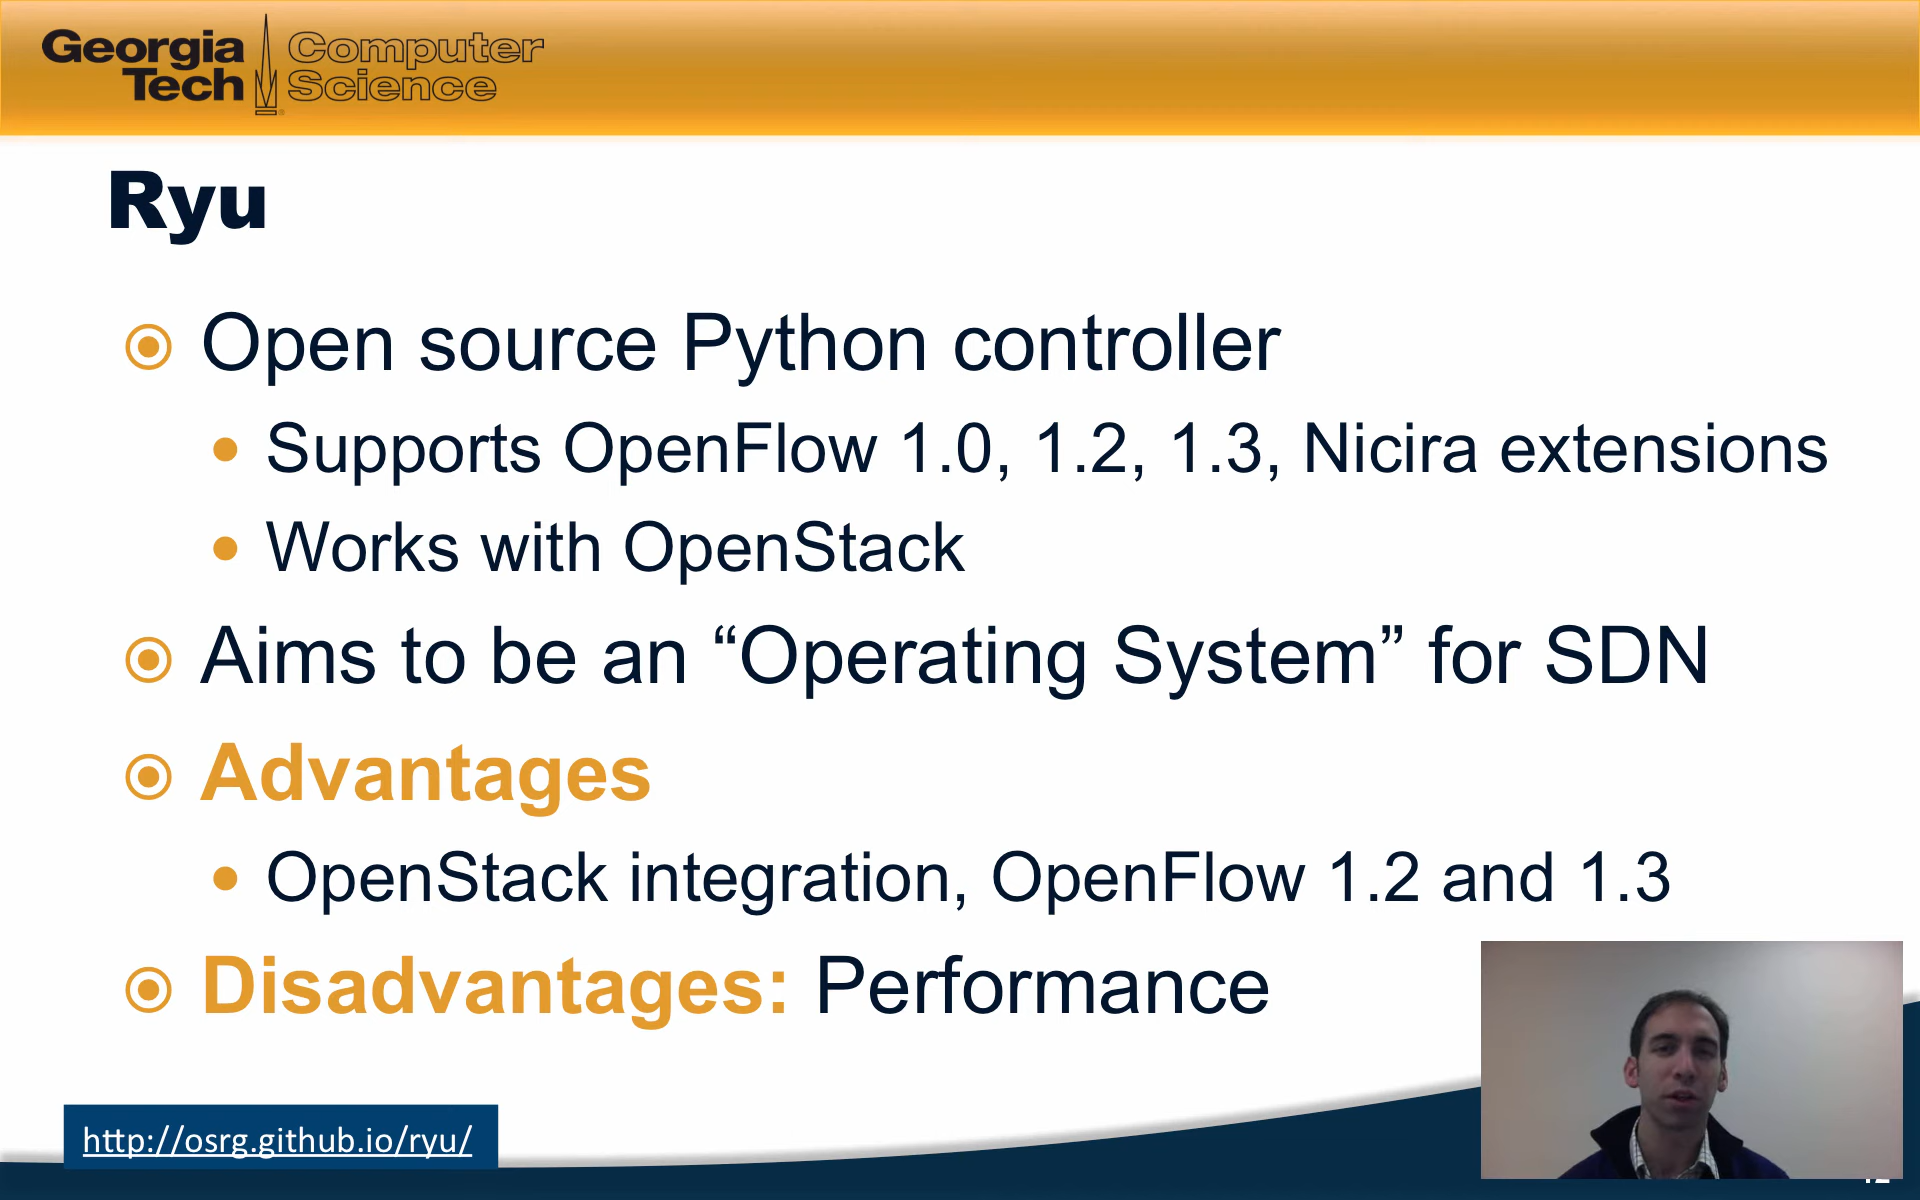 Georgia Tech
Computer Science
Ryu
Open source Python controller
Supports OpenFlow 1.0, 1.2, 1.3, Nicira extensions
Works with OpenStack
Aims to be an “Operating System” for SDN
Advantages
OpenStack integration, OpenFlow 1.2 and 1.3
Disadvantages: Performance
http://osrg.github.io/ryu/